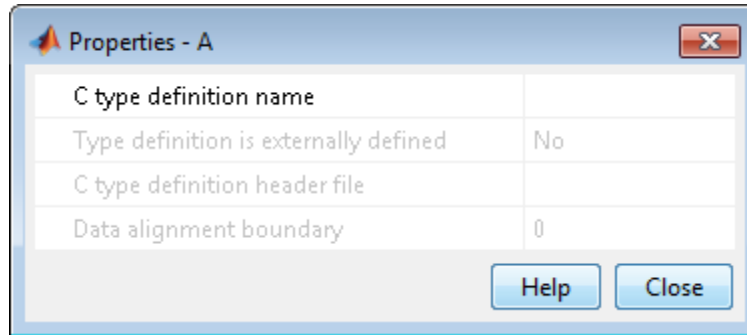 Properties - A
C type definition name
Type definition is externally defined No
C type definition header file
Data alignment boundary 0
Help Close